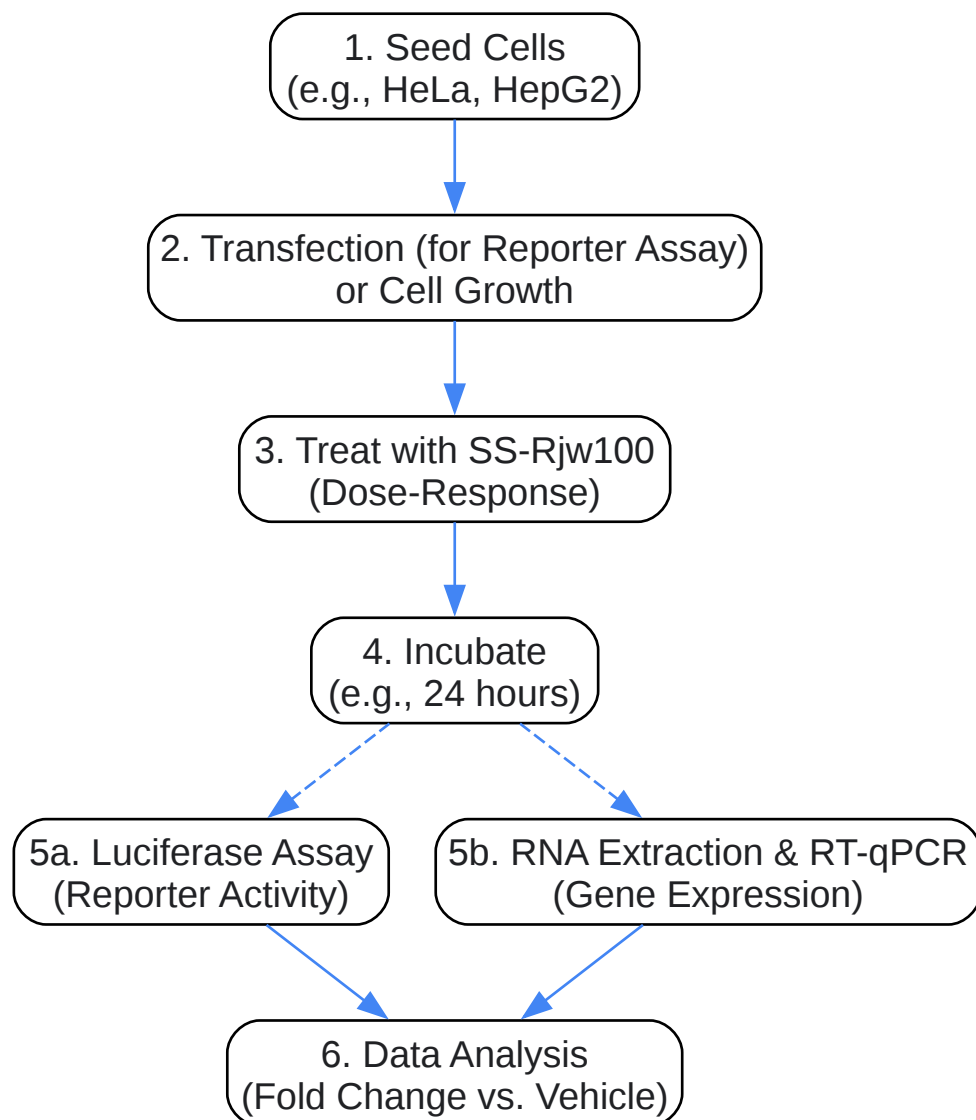 1. Seed Cells
(e.g., HeLa, HepG2)
2. Transfection (for Reporter Assay)
or Cell Growth
3. Treat with SS-Rjw100
(Dose-Response)
4. Incubate
(e.g., 24 hours)
5a. Luciferase Assay
(Reporter Activity)
5b. RNA Extraction & RT-qPCR
(Gene Expression)
6. Data Analysis
(Fold Change vs. Vehicle)